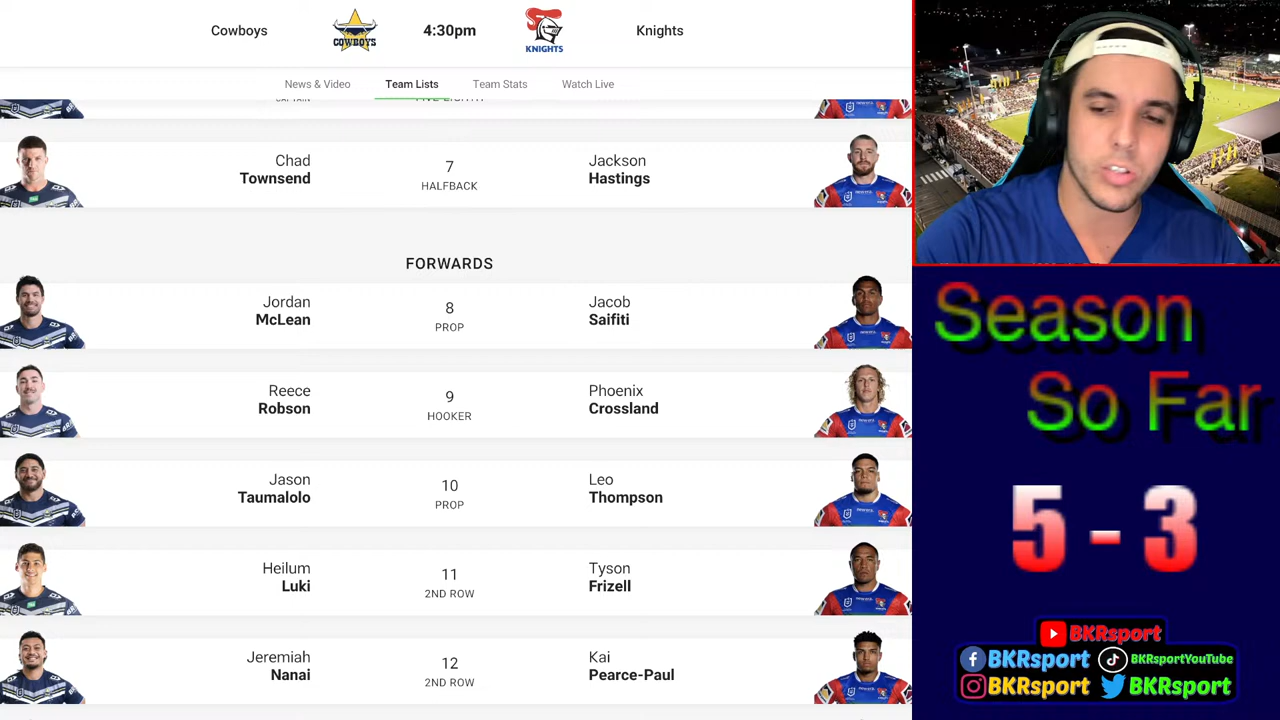 Cowboys
COWBOYS
4:30pm
KNIGHTS
Knights
News & Video
Team Lists
Team Stats
Watch Live
Chad
Townsend
7
HALFBACK
Jackson
Hastings
FORWARDS
Jordan
McLean
8
PROP
Jacob
Saifiti
Reece
Robson
9
HOOKER
Phoenix
Crossland
Jason
Taumalolo
10
PROP
Leo
Thompson
Heilum
Luki
11
2ND ROW
Tyson
Frizell
Jeremiah
Nanai
12
2ND ROW
Kai
Pearce-Paul
Season
So Far
5 - 3
BKRsport
BKRsport
BKRsportYouTube
BKRsport
BKRsport